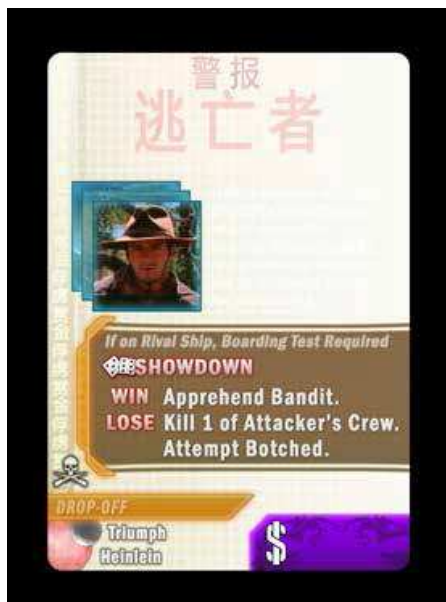 警报
逃亡者
If on Rival Ship, Boarding Test Required
SHOWDOWN
WIN Apprehend Bandit.
LOSE Kill 1 of Attacker's Crew.
Attempt Botched.
DROP-OFF
Triumph
Heinlein
$